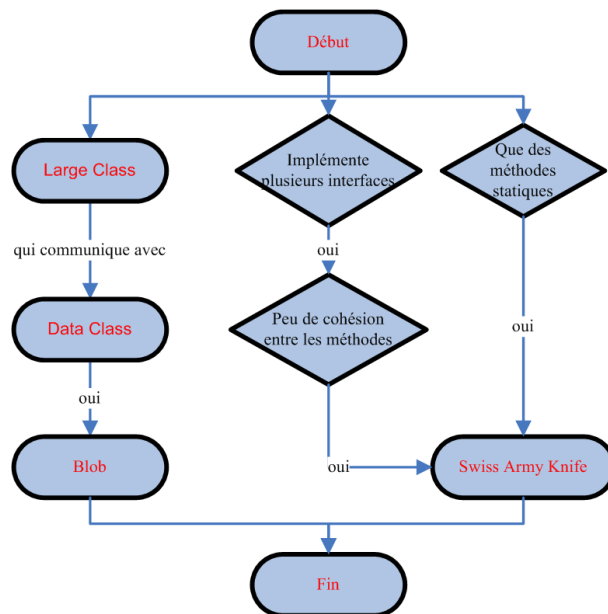 Début
Large Class
Implémente
plusieurs interfaces
Que des
méthodes
statiques
qui communique avec
oui
Data Class
Peu de cohésion
entre les méthodes
oui
oui
Blob
oui
Swiss Army Knife
Fin